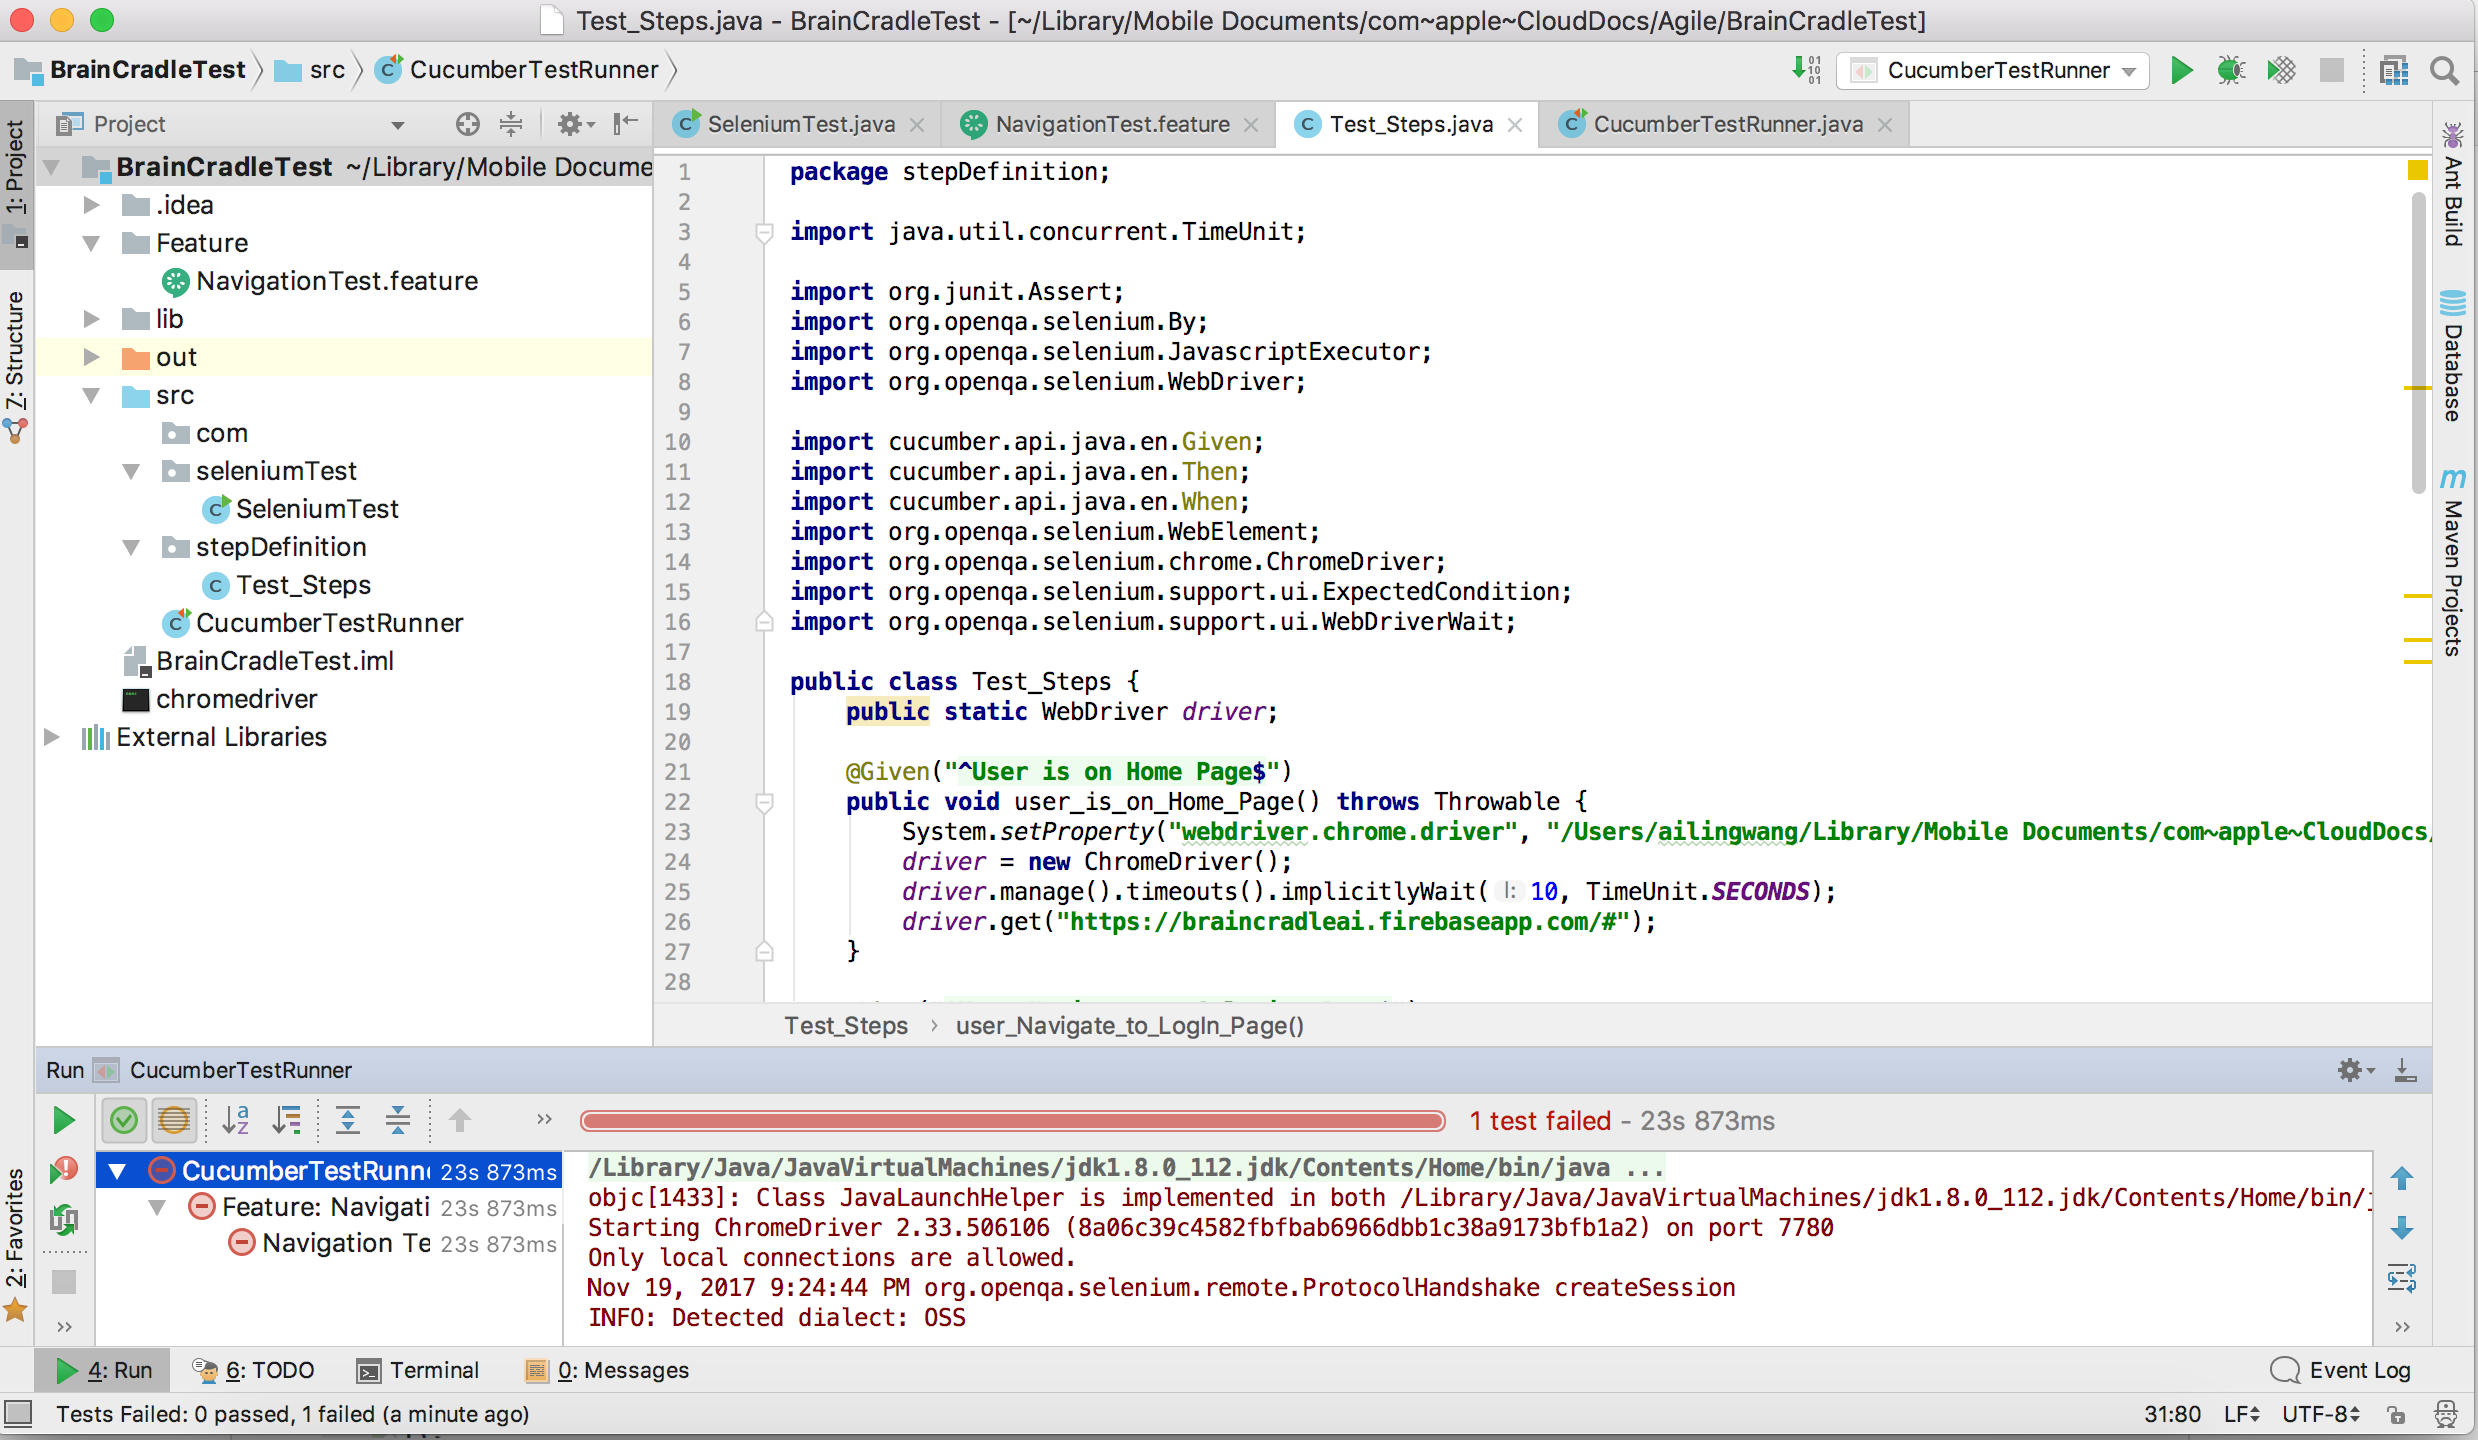 Test_Steps.java - BrainCradleTest - [~/Library/Mobile Documents/com~apple~CloudDocs/Agile/BrainCradleTest]
BrainCradleTest src CucumberTestRunner
CucumberTestRunner
Project
SeleniumTest.java NavigationTest.feature Test_Steps.java CucumberTestRunner.java
1: Project
7: Structure
2: Favorites
BrainCradleTest ~/Library/Mobile Docume
.idea
Feature
NavigationTest.feature
lib
out
src
com
seleniumTest
SeleniumTest
stepDefinition
Test_Steps
CucumberTestRunner
BrainCradleTest.iml
chromedriver
External Libraries
1 package stepDefinition;
2
3 import java.util.concurrent.TimeUnit;
4
5 import org.junit.Assert;
6 import org.openqa.selenium.By;
7 import org.openqa.selenium.JavascriptExecutor;
8 import org.openqa.selenium.WebDriver;
9
10 import cucumber.api.java.en.Given;
11 import cucumber.api.java.en.Then;
12 import cucumber.api.java.en.When;
13 import org.openqa.selenium.WebElement;
14 import org.openqa.selenium.chrome.ChromeDriver;
15 import org.openqa.selenium.support.ui.ExpectedCondition;
16 import org.openqa.selenium.support.ui.WebDriverWait;
17
18 public class Test_Steps {
19 public static WebDriver driver;
20
21 @Given("^User is on Home Page$")
22 public void user_is_on_Home_Page() throws Throwable {
23 System.setProperty("webdriver.chrome.driver", "/Users/ailingwang/Library/Mobile Documents/com~apple~CloudDocs/
24 driver = new ChromeDriver();
25 driver.manage().timeouts().implicitlyWait( l: 10, TimeUnit.SECONDS);
26 driver.get("https://braincradleai.firebaseapp.com/#");
27 }
28
Test_Steps › user_Navigate_to_LogIn_Page()
Ant Build
Database
Maven Projects
Run CucumberTestRunner
1 test failed - 23s 873ms
CucumberTestRunn 23s 873ms
Feature: Navigati 23s 873ms
Navigation Te 23s 873ms
/Library/Java/JavaVirtualMachines/jdk1.8.0_112.jdk/Contents/Home/bin/java ...
objc[1433]: Class JavaLaunchHelper is implemented in both /Library/Java/JavaVirtualMachines/jdk1.8.0_112.jdk/Contents/Home/bin/j
Starting ChromeDriver 2.33.506106 (8a06c39c4582fbfbab6966dbb1c38a9173bfb1a2) on port 7780
Only local connections are allowed.
Nov 19, 2017 9:24:44 PM org.openqa.selenium.remote.ProtocolHandshake createSession
INFO: Detected dialect: OSS
4: Run 6: TODO Terminal 0: Messages Event Log
Tests Failed: 0 passed, 1 failed (a minute ago) 31:80 LF UTF-8